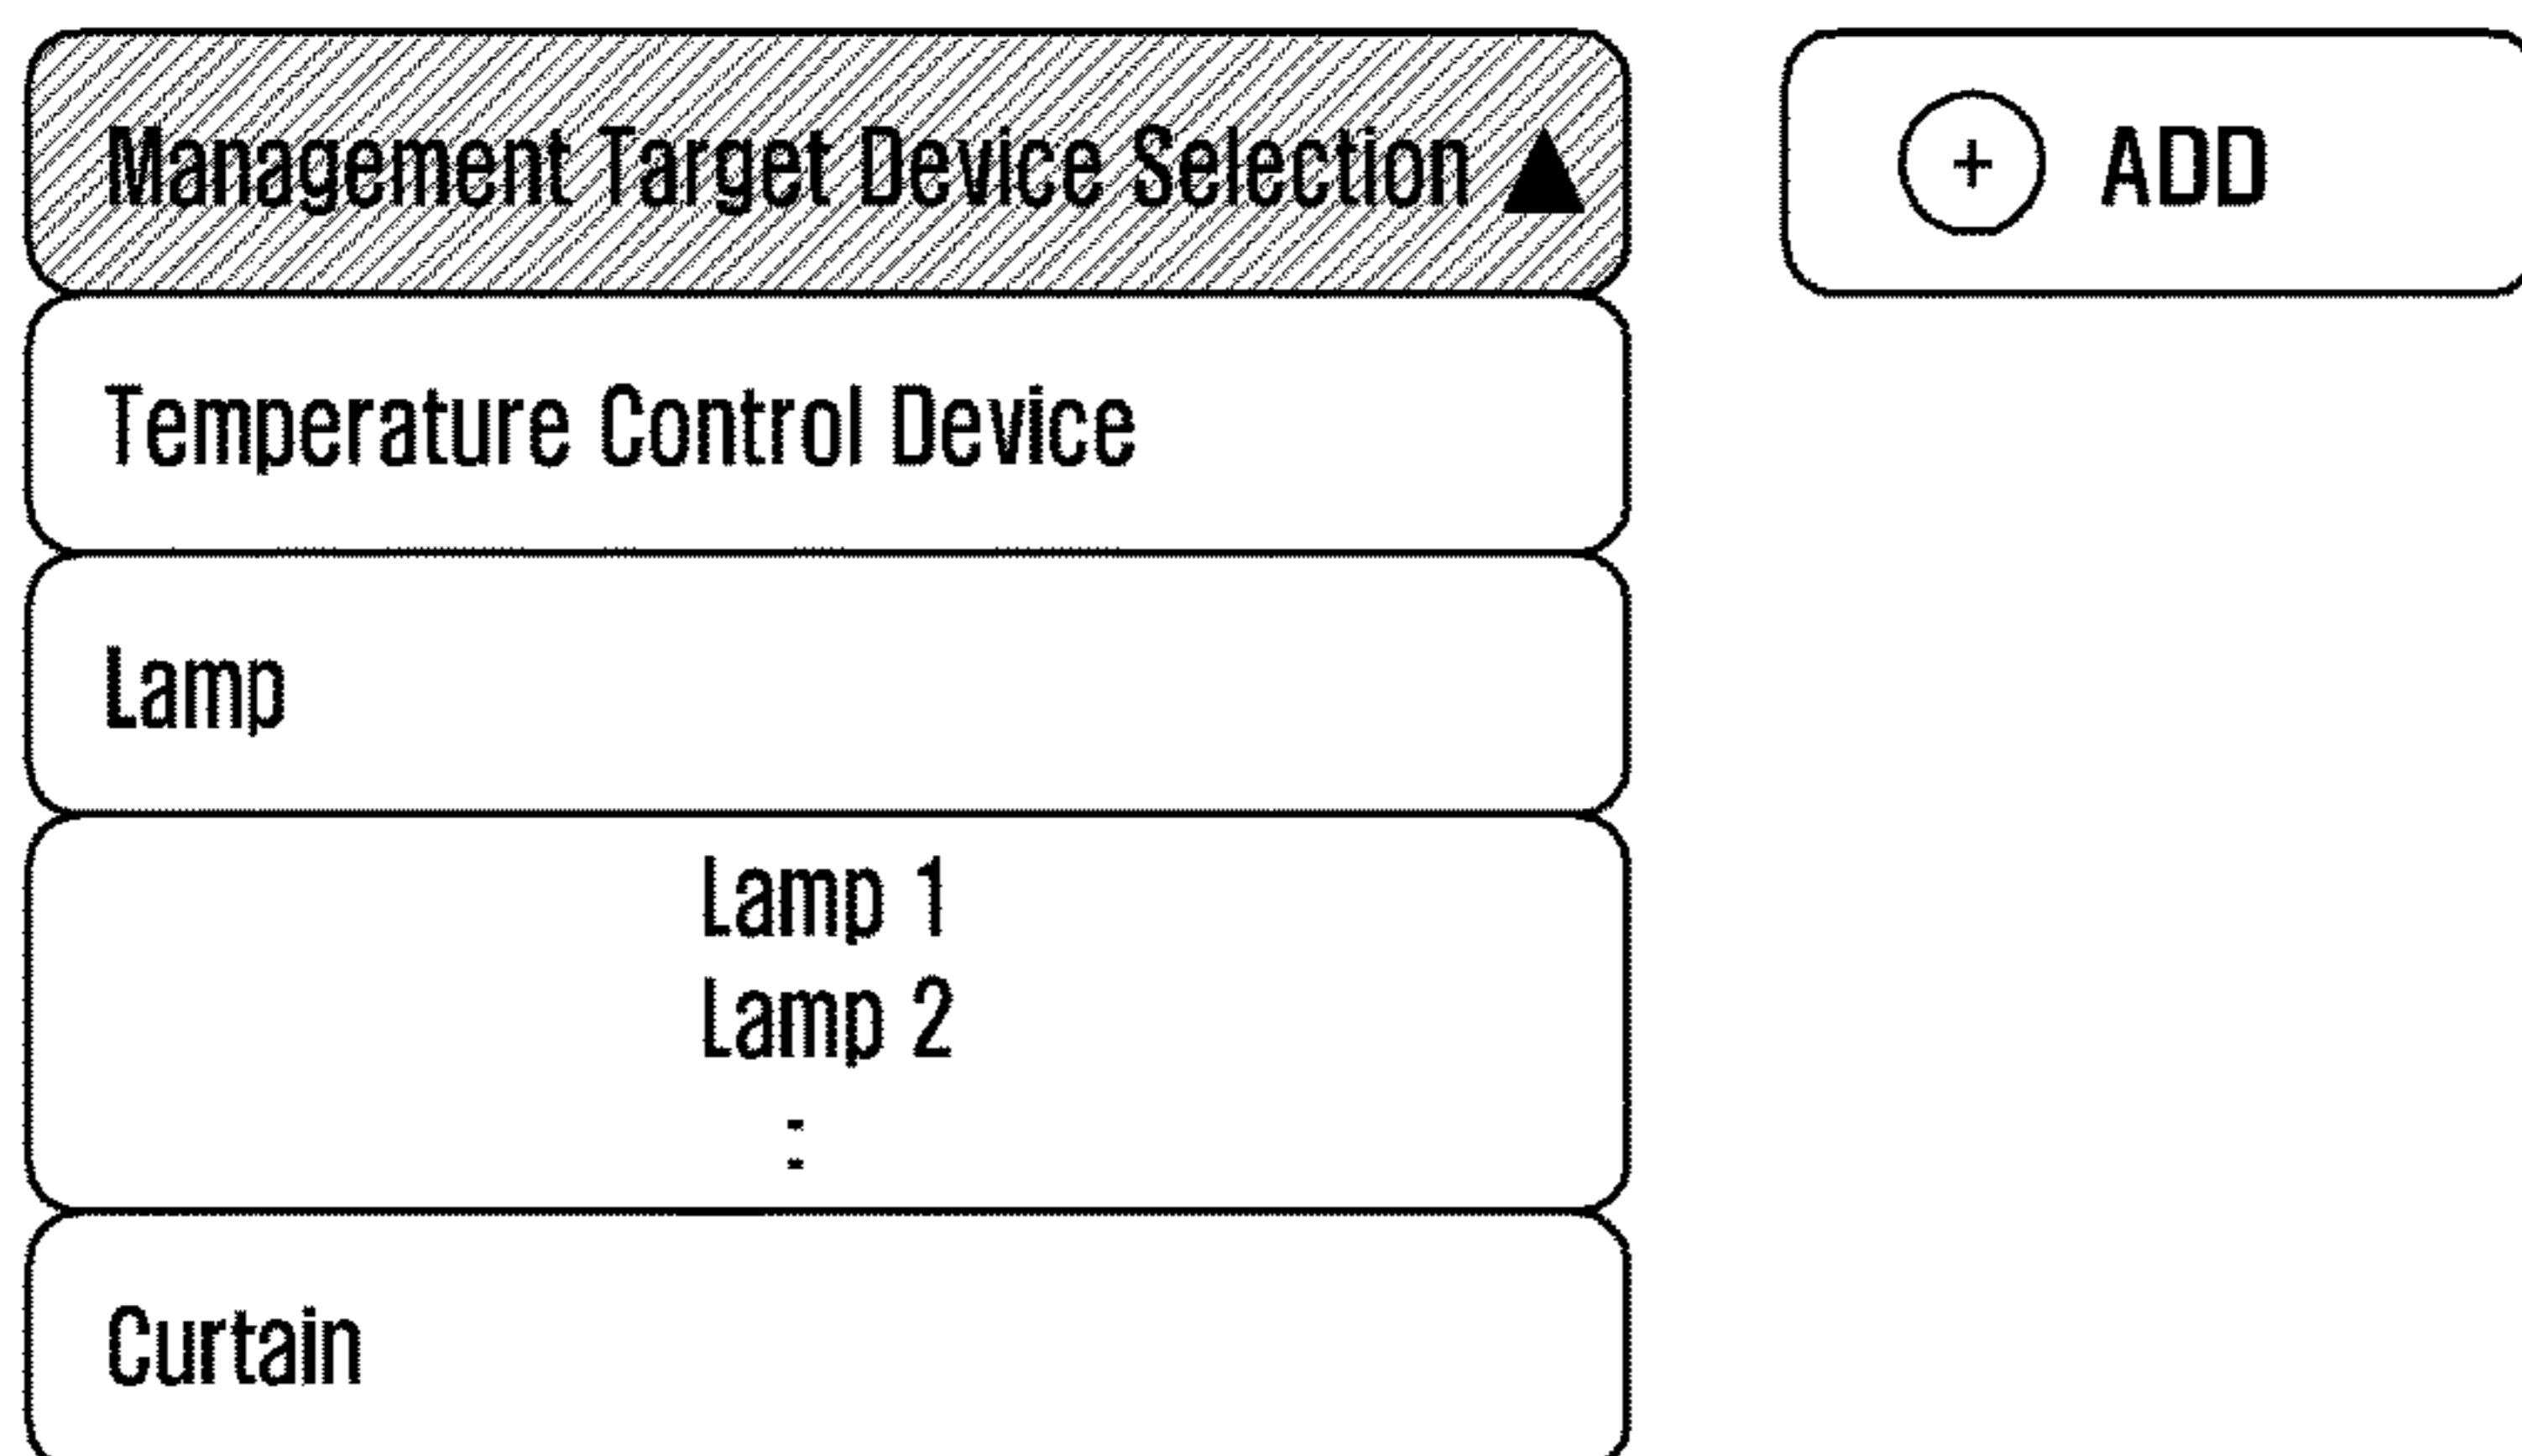 Management Target Device Selection ▲
+ ADD
Temperature Control Device
Lamp
Lamp 1
Lamp 2
:
Curtain